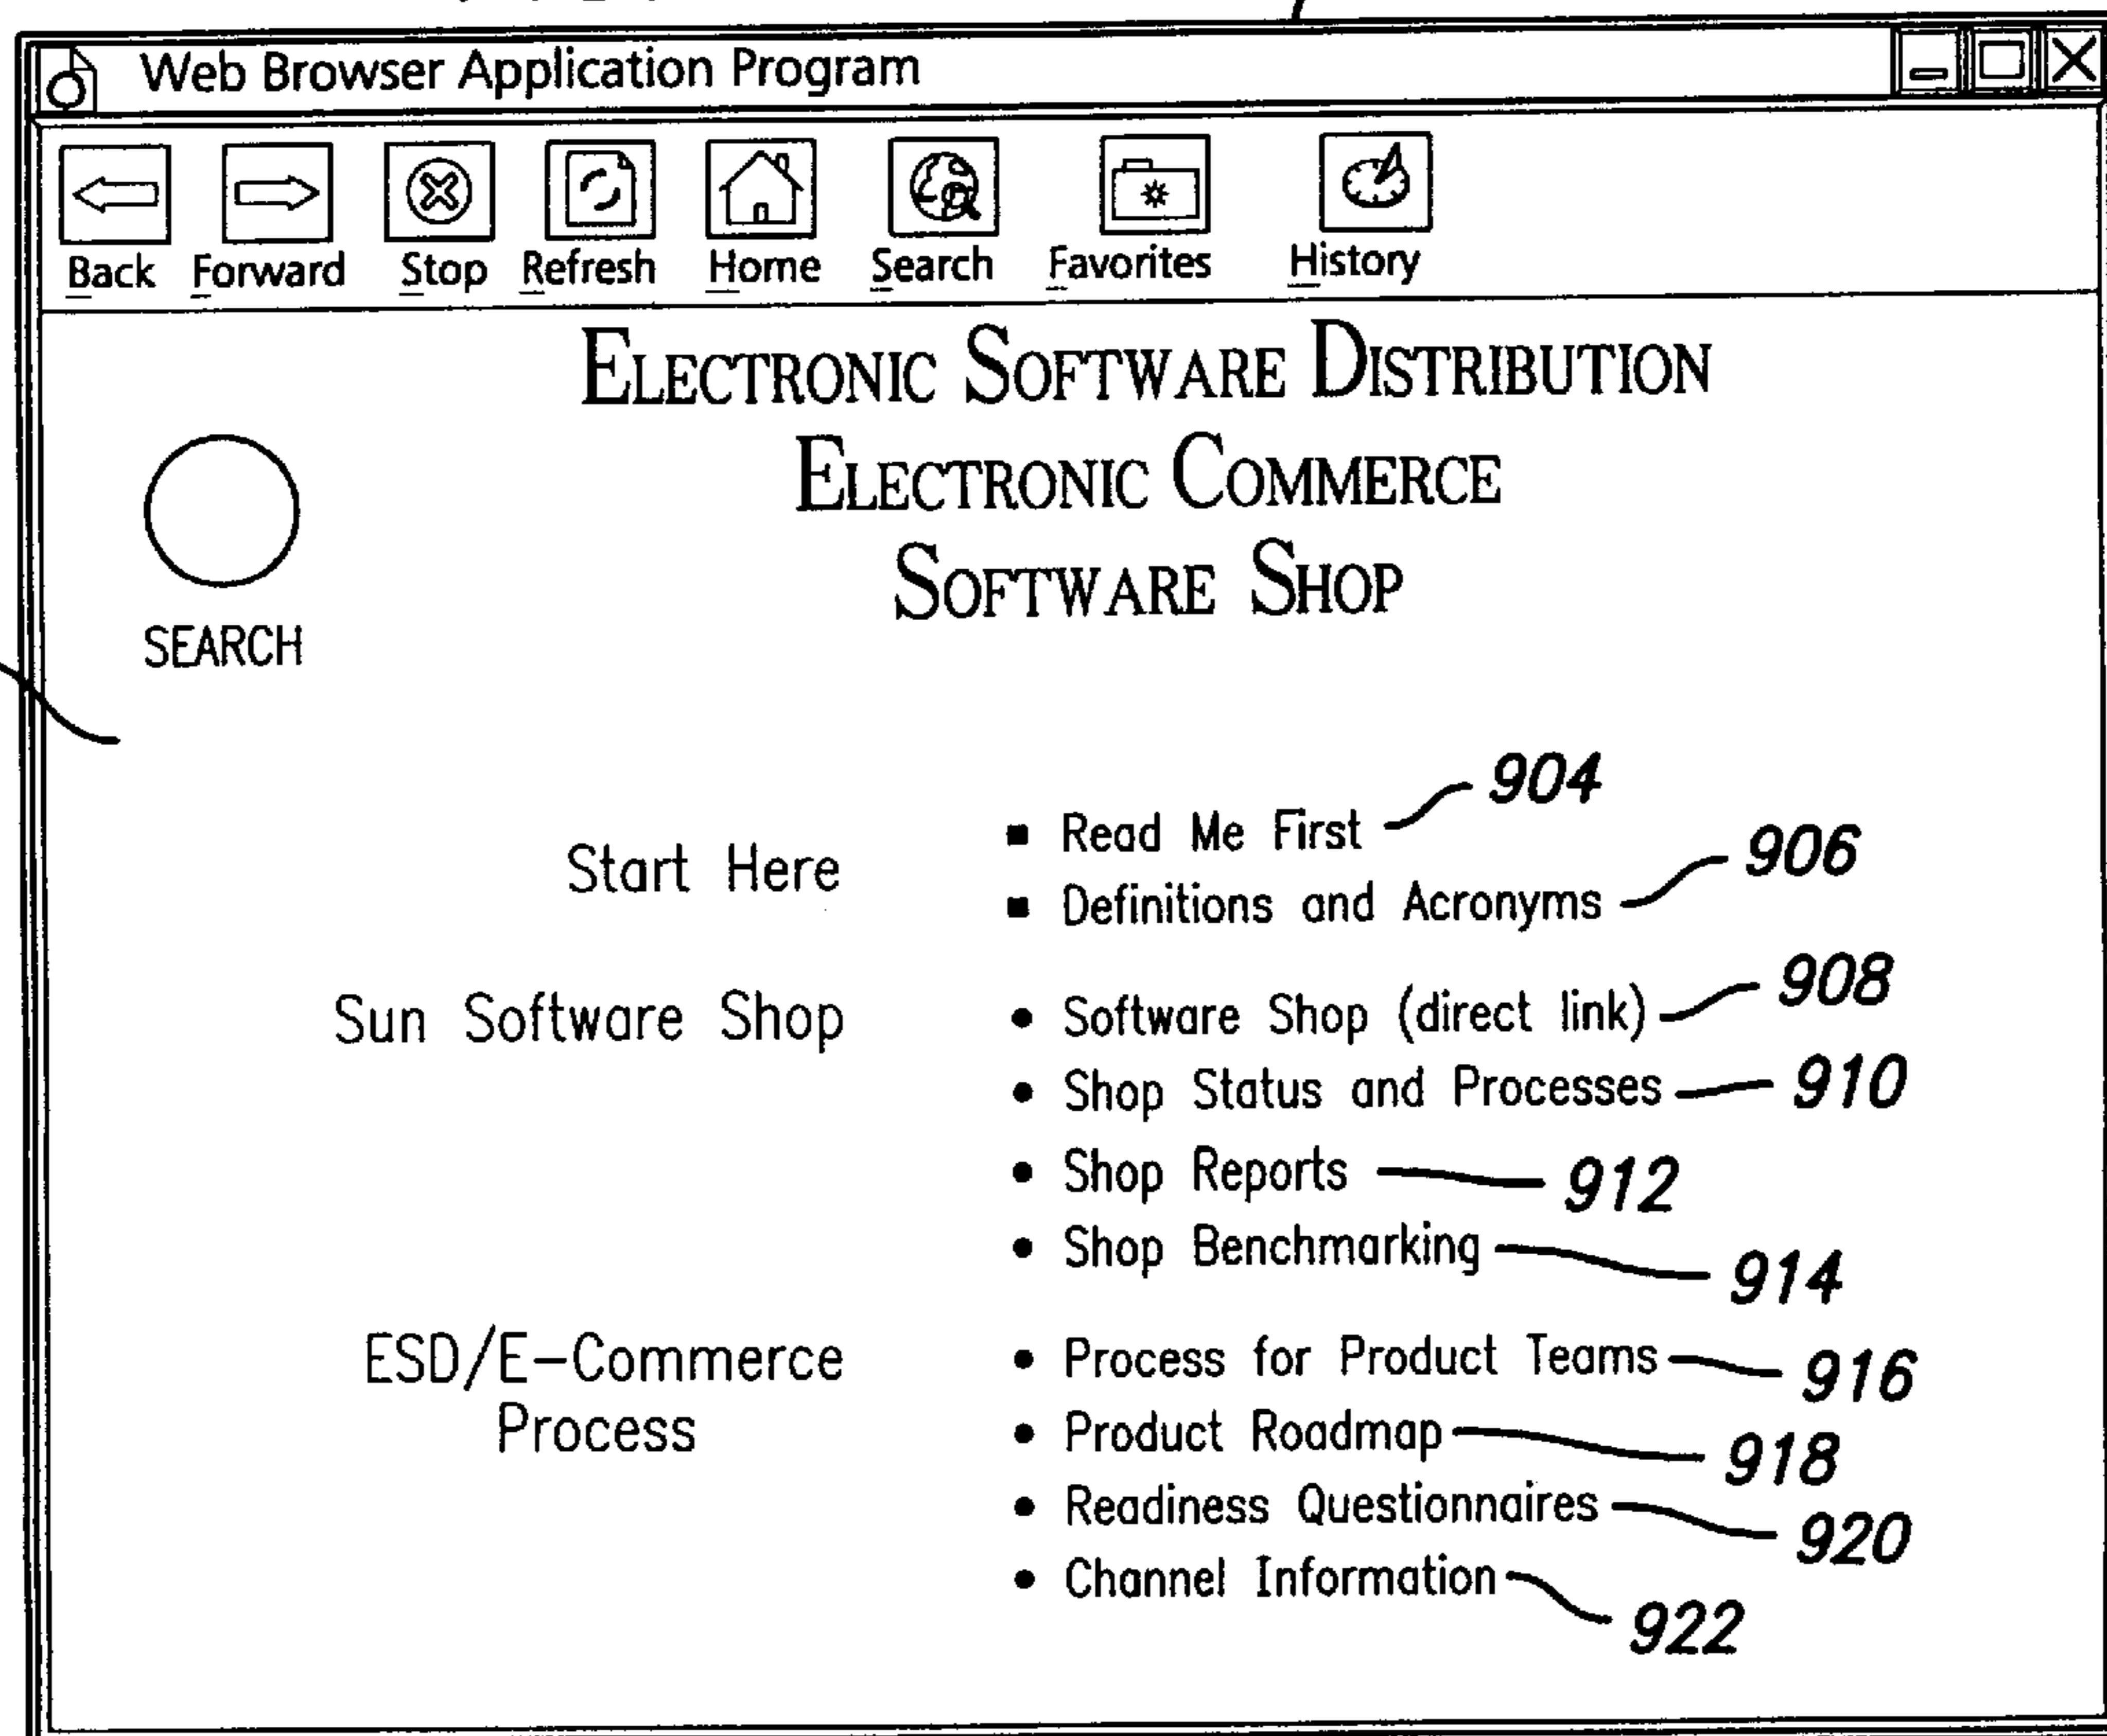 Web Browser Application Program
Back Forward Stop Refresh Home Search Favorites History
ELECTRONIC SOFTWARE DISTRIBUTION
ELECTRONIC COMMERCE
SOFTWARE SHOP
SEARCH
Start Here
■ Read Me First 904
■ Definitions and Acronyms 906
Sun Software Shop
• Software Shop (direct link) 908
• Shop Status and Processes 910
• Shop Reports 912
• Shop Benchmarking 914
ESD/E-Commerce
Process
• Process for Product Teams 916
• Product Roadmap 918
• Readiness Questionnaires 920
• Channel Information 922